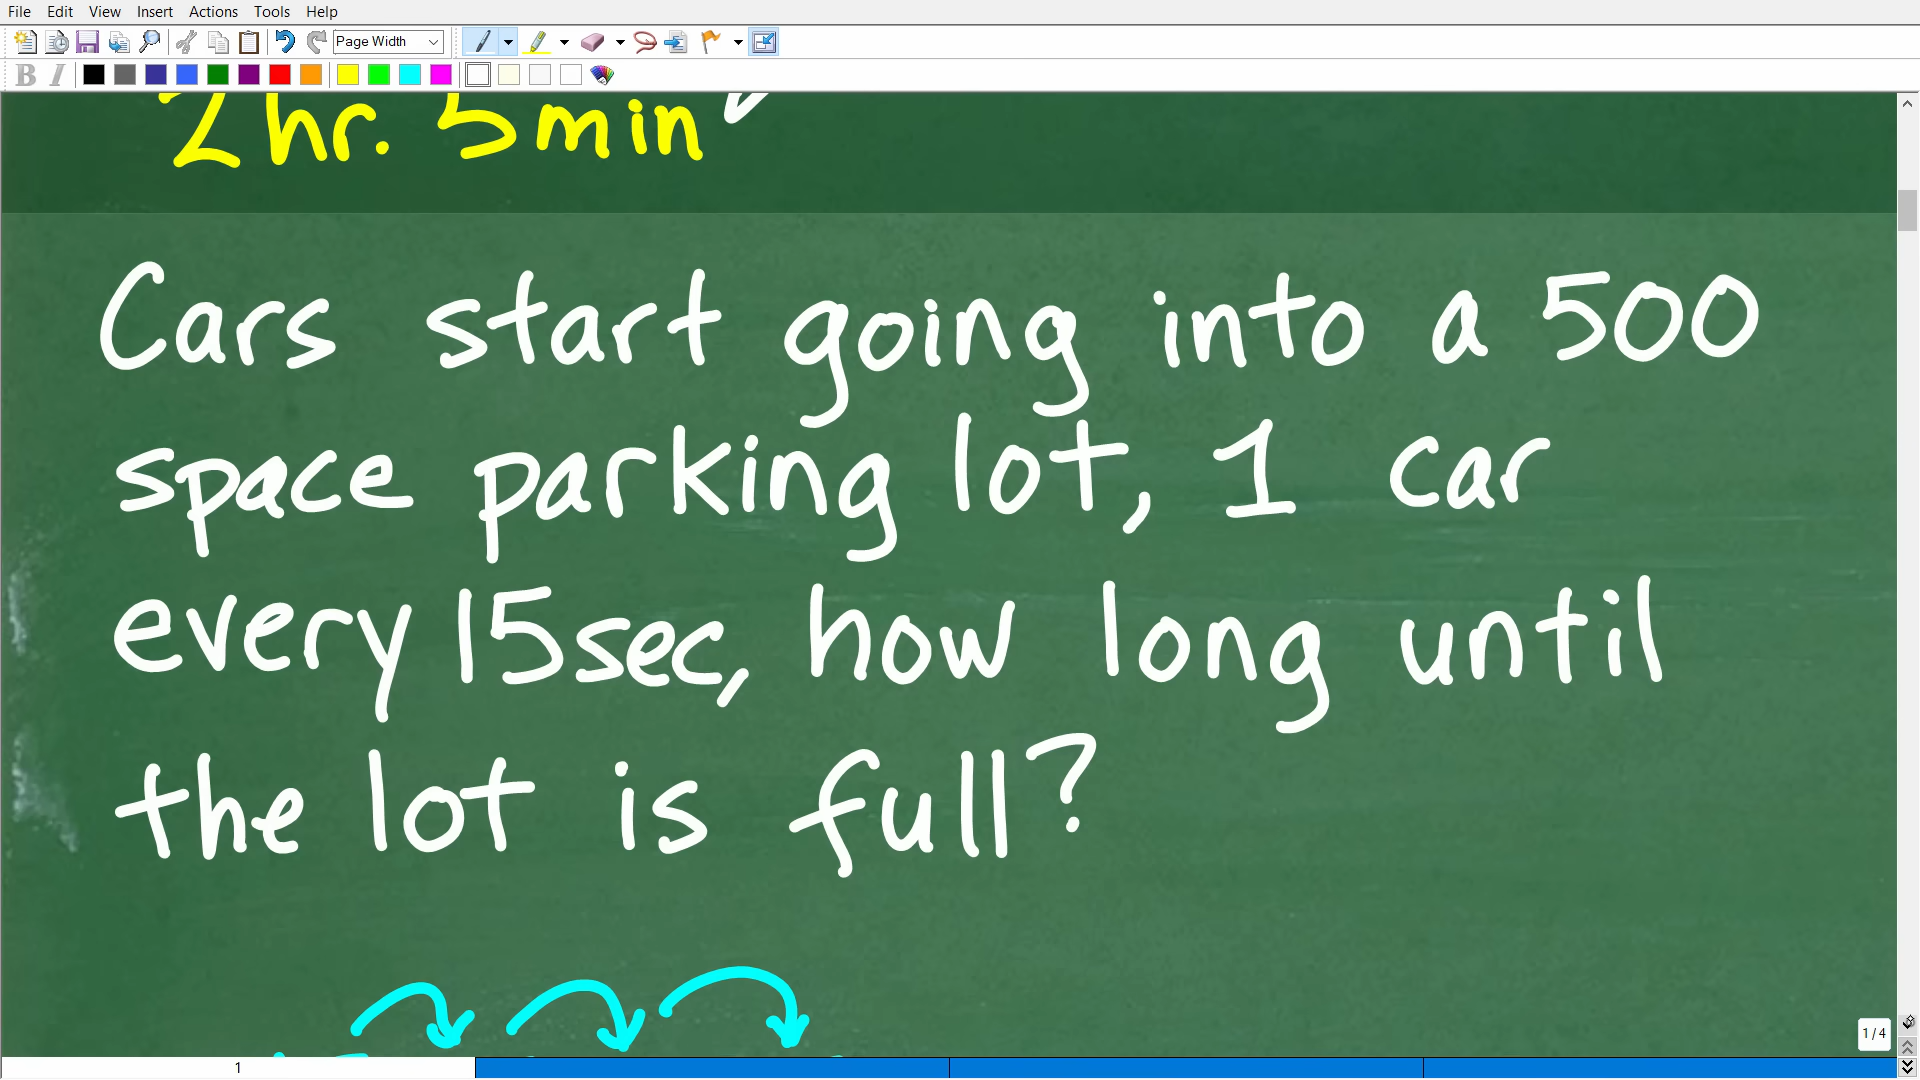 File Edit View Insert Actions Tools Help
Page Width
B I
2 hr. 5 min
Cars start going into a 500
space parking lot, 1 car
every 15 sec, how long until
the lot is full?
1 / 4
1